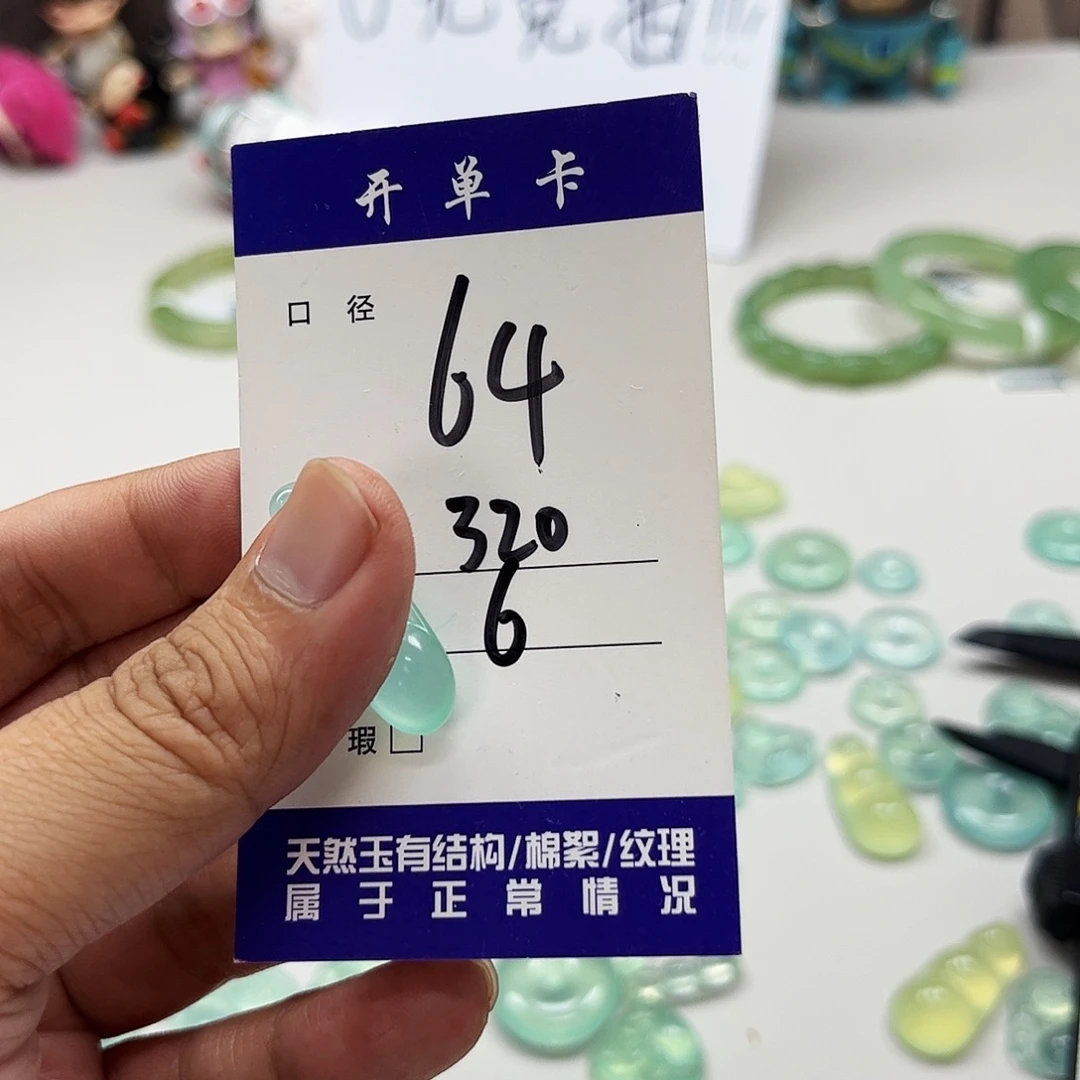 开单卡
口径
64
320
6
瑕
天然玉有结构/棉絮/纹理
属于正常情况